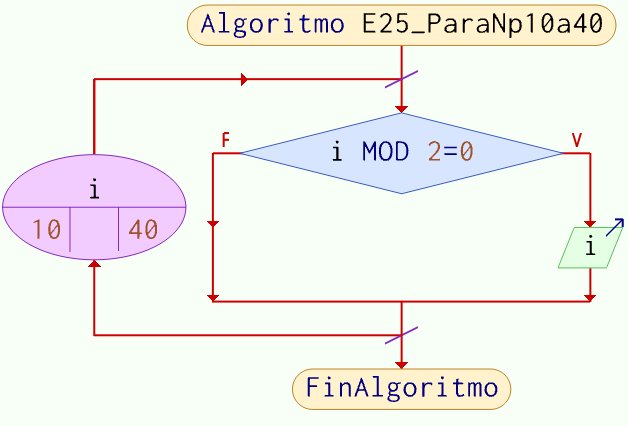 Algoritmo E25_ParaNp10a40
F
i MOD 2=0
V
i
10
40
i
FinAlgoritmo